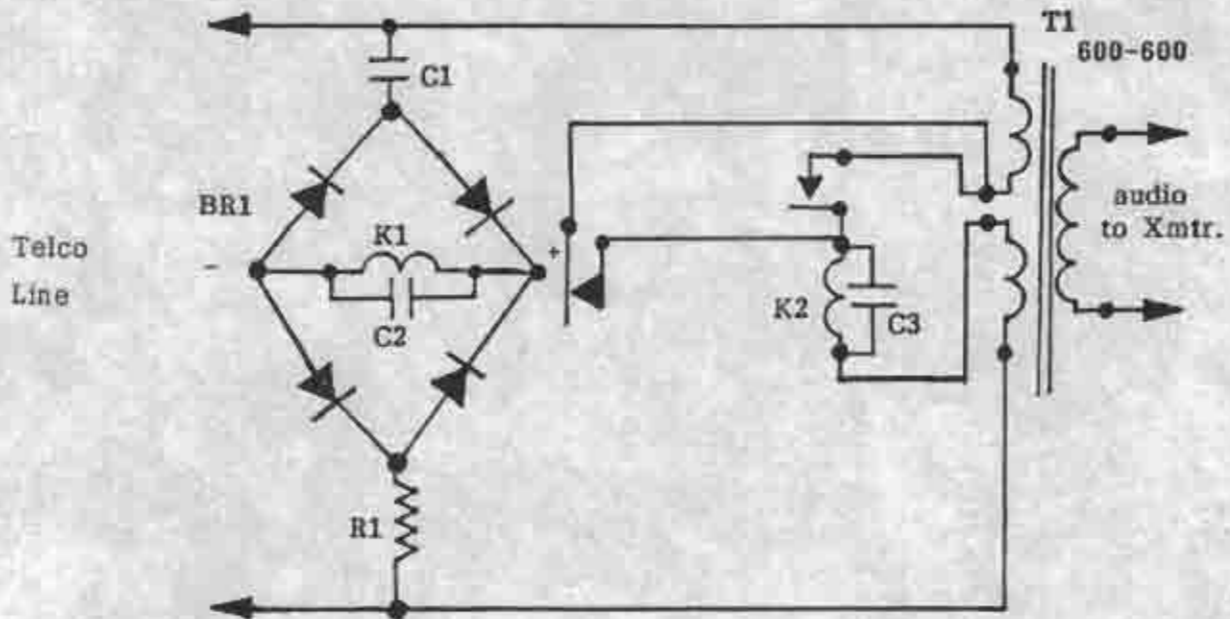 T1
600-600
C1
BR1
K1
+
audio
to Xmtr.
Telco
Line
-
C2
K2
C3
R1